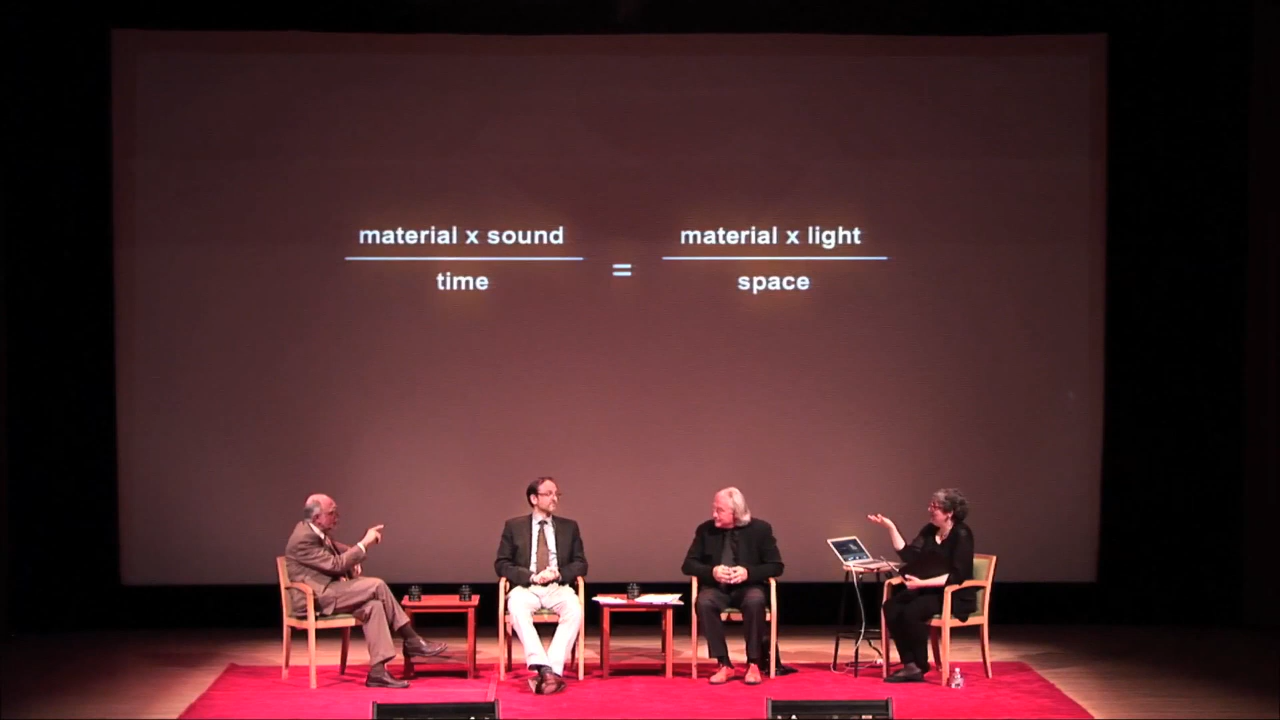 material x sound
time
=
material x light
space